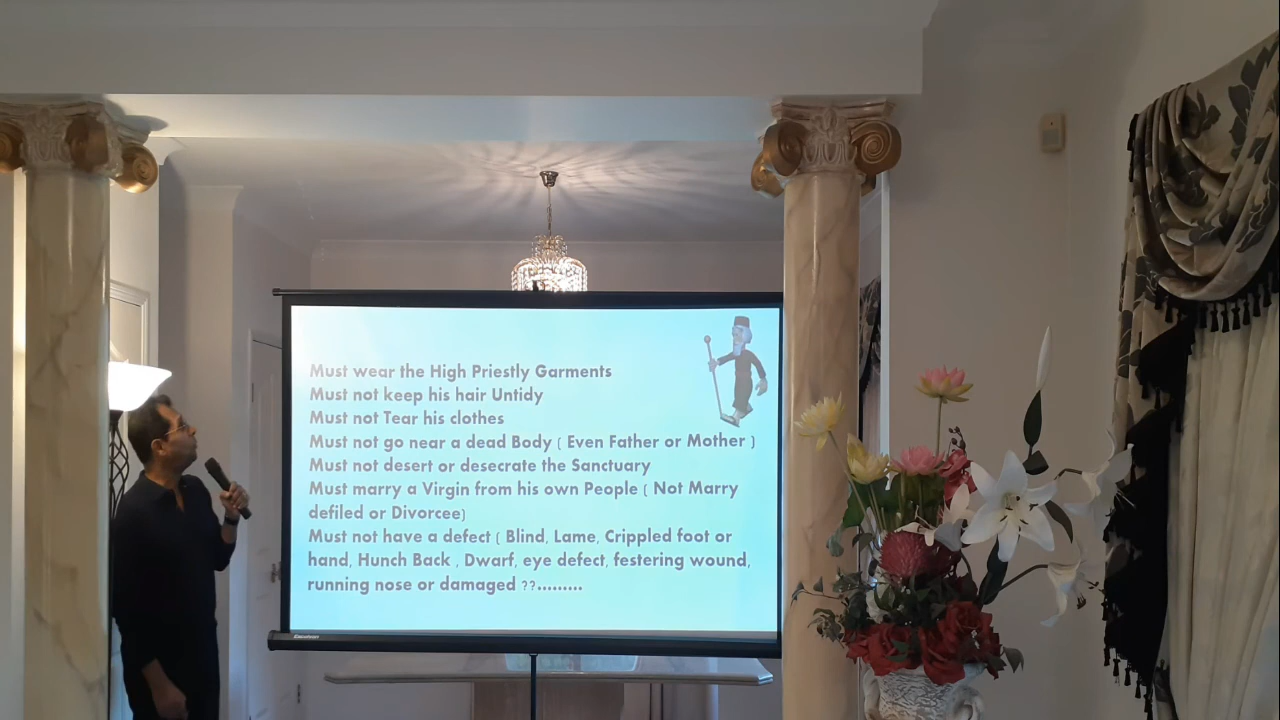 Must wear the High Priestly Garments
Must not keep his hair Untidy
Must not Tear his clothes
Must not go near a dead Body ( Even Father or Mother )
Must not desert or desecrate the Sanctuary
Must marry a Virgin from his own People ( Not Marry
defiled or Divorcee)
Must not have a defect ( Blind, Lame, Crippled foot or
hand, Hunch Back , Dwarf, eye defect, festering wound,
running nose or damaged ??.........